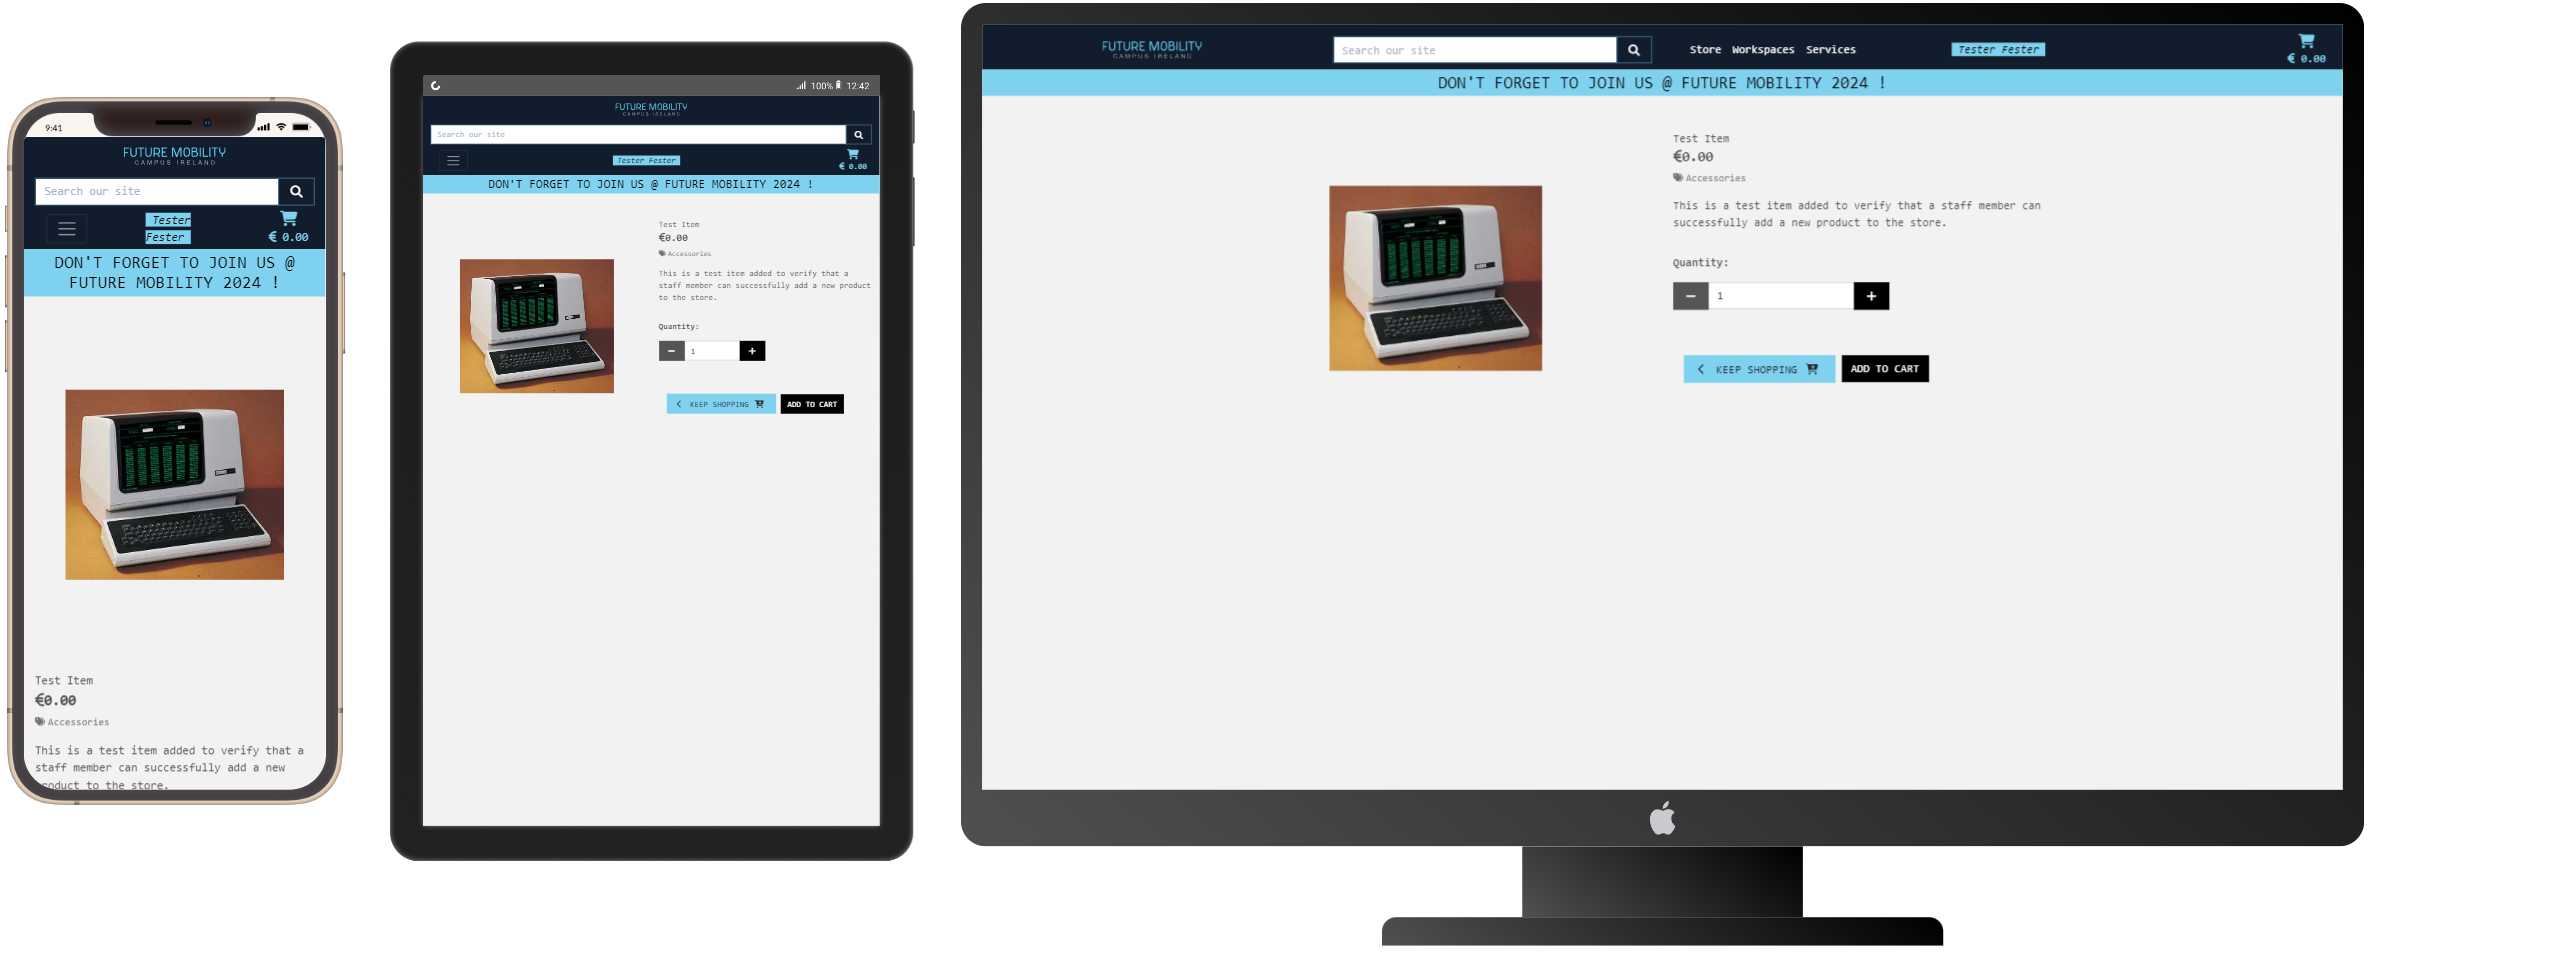 9:41
FUTURE MOBILITY
CAMPUS IRELAND
Search our site
Tester
Fester
€ 0.00
DON'T FORGET TO JOIN US @
FUTURE MOBILITY 2024 !
Test Item
€0.00
Accessories
This is a test item added to verify that a
staff member can successfully add a new
product to the store.
100% 12:42
FUTURE MOBILITY
CAMPUS IRELAND
Search our site
Tester Fester
€ 0.00
DON'T FORGET TO JOIN US @ FUTURE MOBILITY 2024 !
Test Item
€0.00
Accessories
This is a test item added to verify that a
staff member can successfully add a new product
to the store.
Quantity:
1
KEEP SHOPPING ADD TO CART
FUTURE MOBILITY
CAMPUS IRELAND
Search our site
Store Workspaces Services
Tester Fester
€ 0.00
DON'T FORGET TO JOIN US @ FUTURE MOBILITY 2024 !
Test Item
€0.00
Accessories
This is a test item added to verify that a staff member can
successfully add a new product to the store.
Quantity:
1
KEEP SHOPPING ADD TO CART